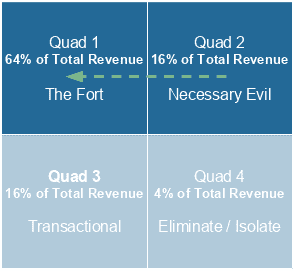 Quad 1
64% of Total Revenue
The Fort
Quad 2
16% of Total Revenue
Necessary Evil
Quad 3
16% of Total Revenue
Transactional
Quad 4
4% of Total Revenue
Eliminate / Isolate